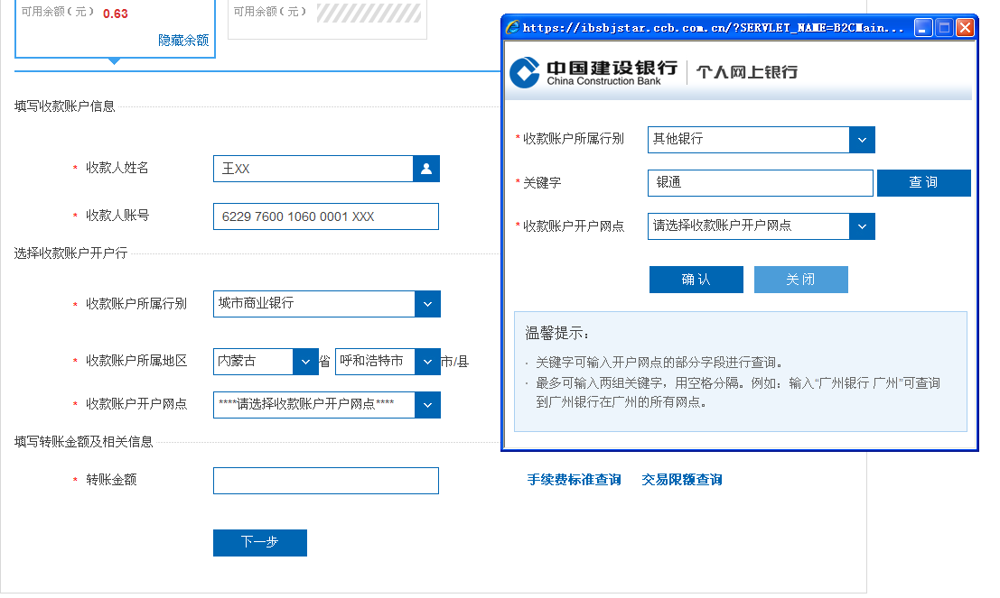 可用余额（元） 0.63
隐藏余额
可用余额（元）
填写收款账户信息
* 收款人姓名 王XX
* 收款人账号 6229 7600 1060 0001 XXX
选择收款账户开户行
* 收款账户所属行别 城市商业银行
* 收款账户所属地区 内蒙古 省 呼和浩特市 市/县
* 收款账户开户网点 ****请选择收款账户开户网点****
填写转账金额及相关信息
* 转账金额
手续费标准查询 交易限额查询
下一步
https://ibsbjstar.ccb.com.cn/?SERVLET_NAME=B2CMain...
中国建设银行
China Construction Bank
个人网上银行
* 收款账户所属行别 其他银行
* 关键字 银通 查 询
* 收款账户开户网点 请选择收款账户开户网点
确 认 关 闭
温馨提示：
· 关键字可输入开户网点的部分字段进行查询。
· 最多可输入两组关键字，用空格分隔。例如：输入“广州银行 广州”可查询
到广州银行在广州的所有网点。